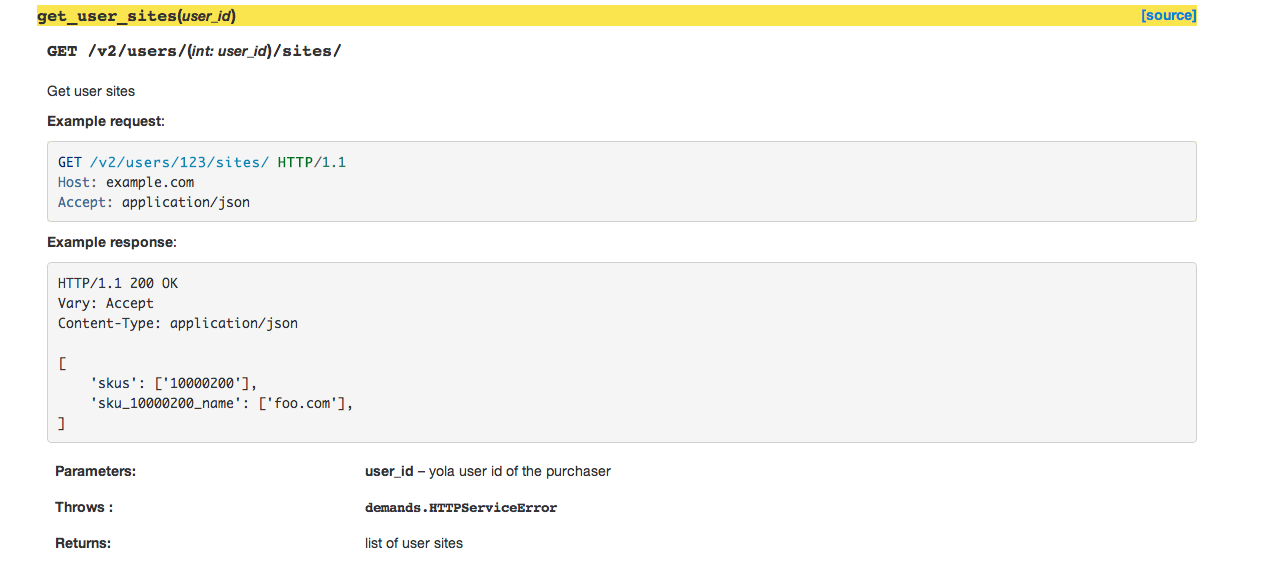 get_user_sites(user_id) [source]
GET /v2/users/(int: user_id)/sites/
Get user sites
Example request:
GET /v2/users/123/sites/ HTTP/1.1
Host: example.com
Accept: application/json
Example response:
HTTP/1.1 200 OK
Vary: Accept
Content-Type: application/json
[
    'skus': ['10000200'],
    'sku_10000200_name': ['foo.com'],
]
Parameters: user_id – yola user id of the purchaser
Throws : demands.HTTPServiceError
Returns: list of user sites